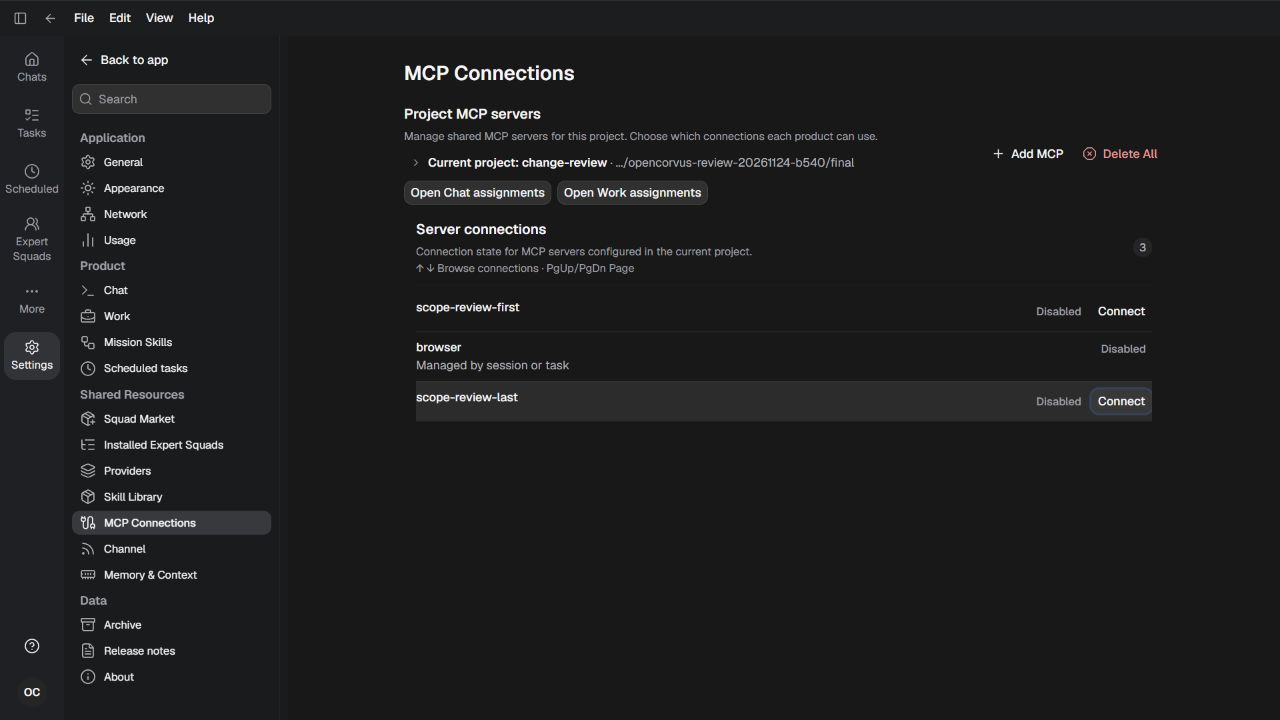 File Edit View Help
Chats
Tasks
Scheduled
Expert
Squads
More
Settings
OC
Back to app
Search
Application
General
Appearance
Network
Usage
Product
Chat
Work
Mission Skills
Scheduled tasks
Shared Resources
Squad Market
Installed Expert Squads
Providers
Skill Library
MCP Connections
Channel
Memory & Context
Data
Archive
Release notes
About
MCP Connections
Project MCP servers
Manage shared MCP servers for this project. Choose which connections each product can use.
Current project: change-review · .../opencorvus-review-20261124-b540/final
+ Add MCP Delete All
Open Chat assignments Open Work assignments
Server connections
Connection state for MCP servers configured in the current project.
↑ ↓ Browse connections · PgUp/PgDn Page
3
scope-review-first
Disabled Connect
browser
Managed by session or task
Disabled
scope-review-last
Disabled Connect